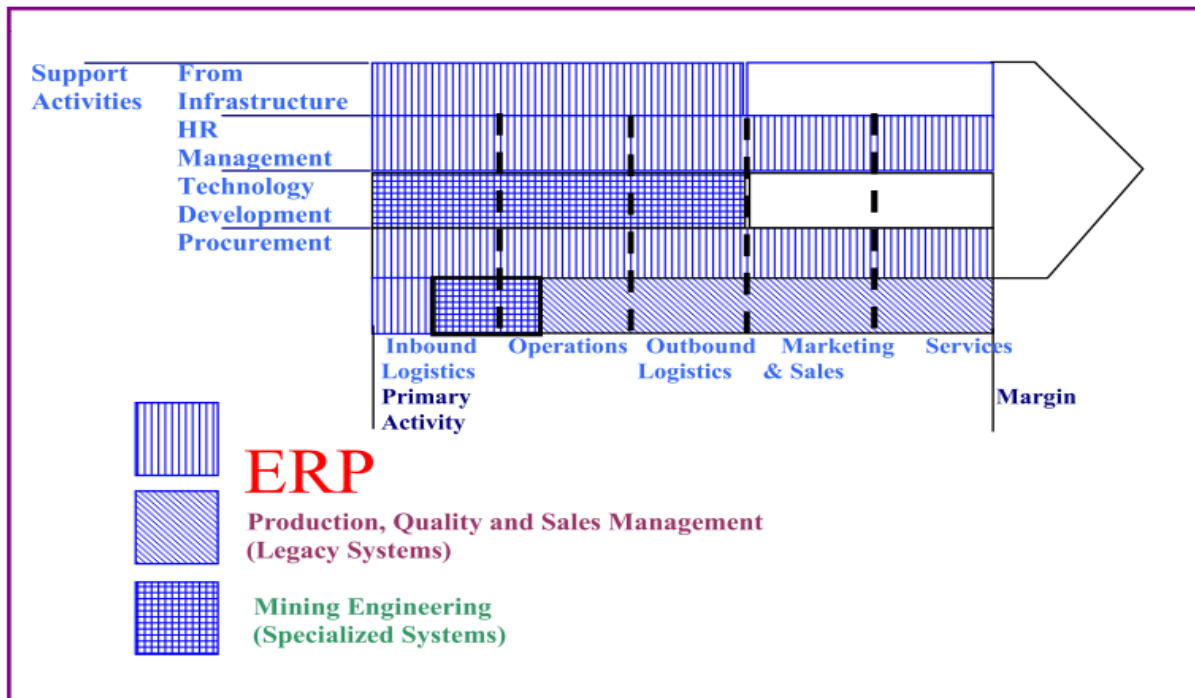 Support
Activities
From
Infrastructure
HR
Management
Technology
Development
Procurement
Inbound
Logistics
Operations
Outbound
Logistics
Marketing
& Sales
Services
Primary
Activity
Margin
ERP
Production, Quality and Sales Management
(Legacy Systems)
Mining Engineering
(Specialized Systems)